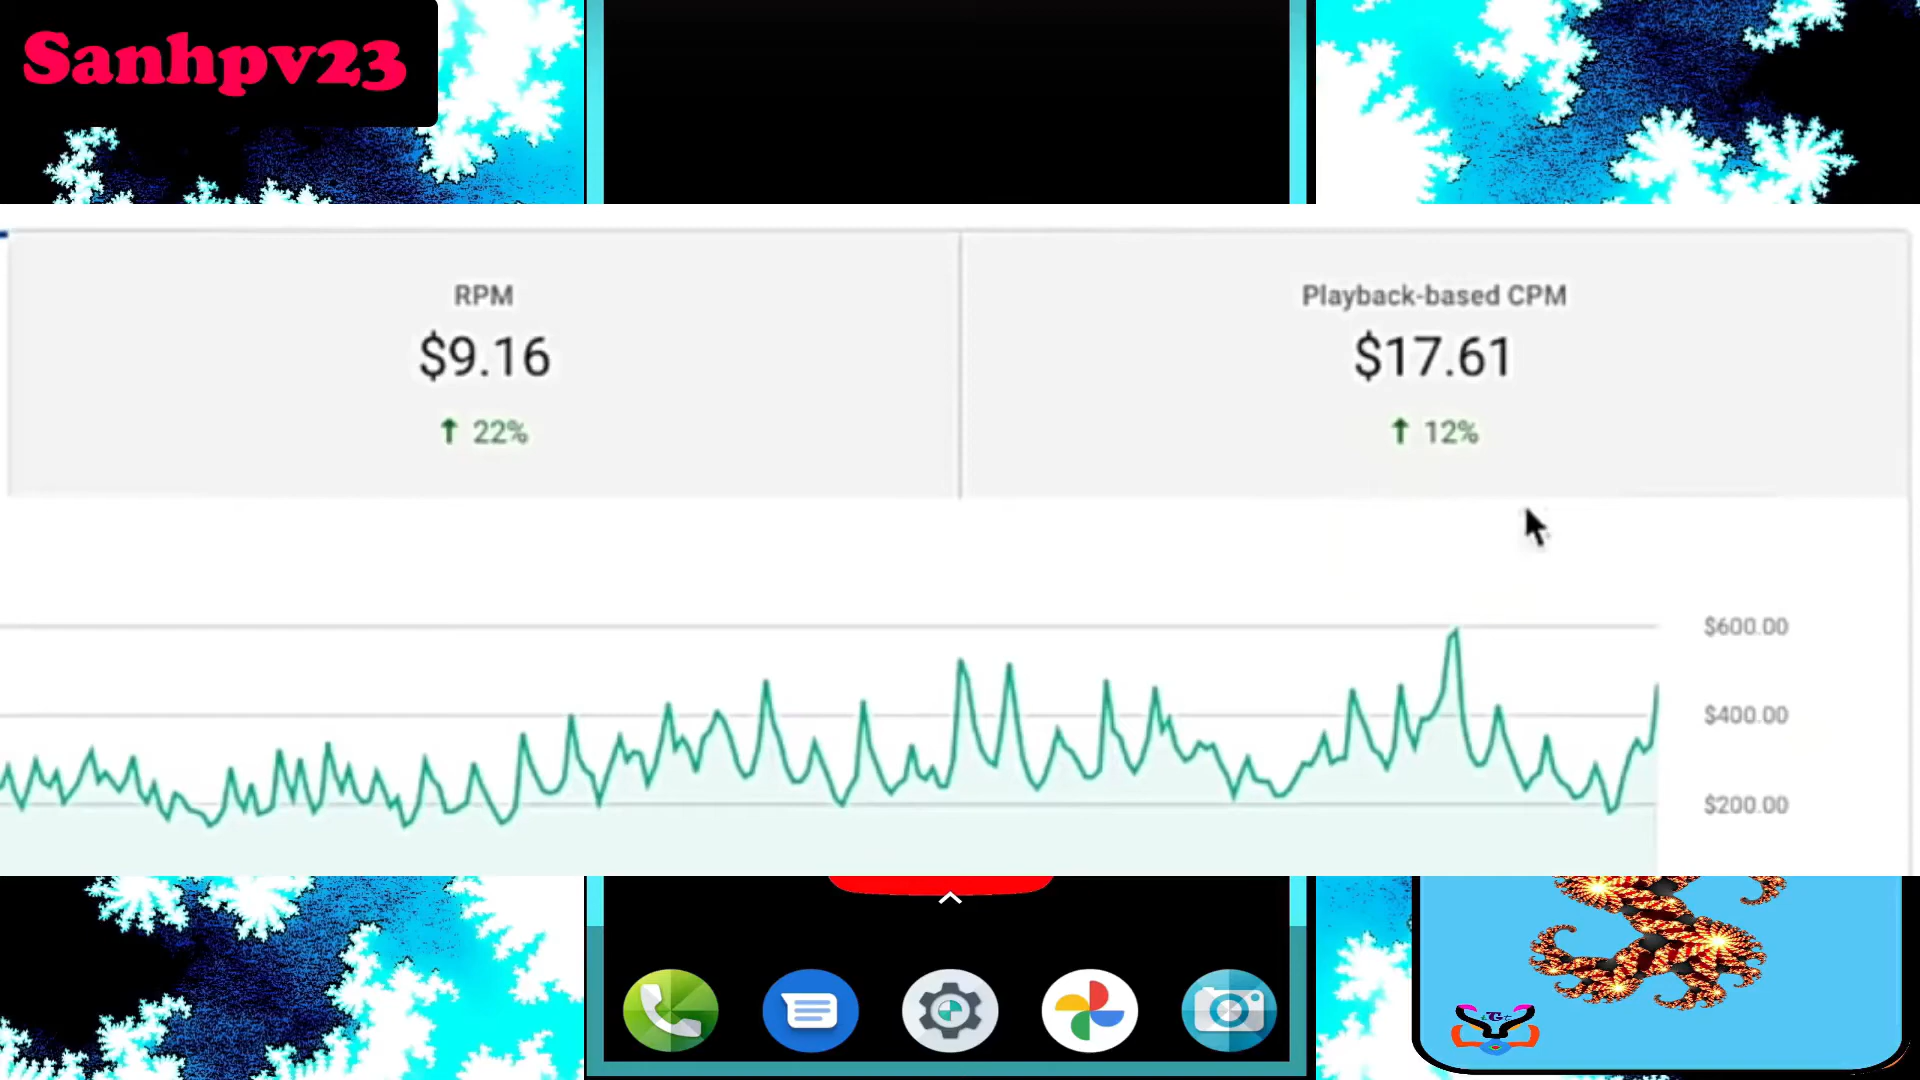 Sanhpv23
RPM
$9.16
↑ 22%
Playback-based CPM
$17.61
↑ 12%
$600.00
$400.00
$200.00